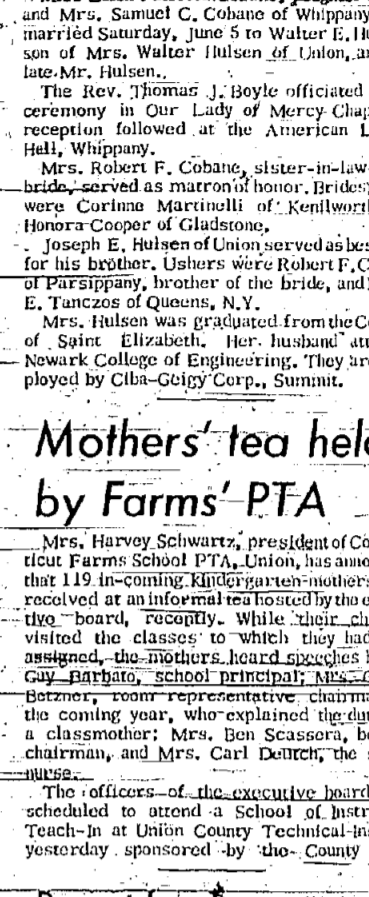 and Mrs. Samuel C. Cobane of Whippany
married Saturday, June 5 to Walter E. Hu
son of Mrs. Walter Hulsen of Union, an
late Mr. Hulsen.
The Rev. Thomas J. Boyle officiated
ceremony in Our Lady of Mercy Chap
reception followed at the American L
Hall, Whippany.
Mrs. Robert F. Cobane, sister-in-law
bride, served as matron of honor. Brides
were Corinne Martinelli of Kenilworth
Honora Cooper of Gladstone.
Joseph E. Hulsen of Union served as bes
for his brother. Ushers were Robert F. C
of Parsippany, brother of the bride, and
E. Tanczos of Queens, N.Y.
Mrs. Hulsen was graduated from the C
of Saint Elizabeth. Her husband att
Newark College of Engineering. They are
ployed by Ciba-Geigy Corp., Summit.
Mothers' tea hel
by Farms' PTA
Mrs. Harvey Schwartz, president of Co
ticut Farms School PTA, Union, has anno
that 119 in-coming kindergarten mothers
received at an informal tea hosted by the e
tive board, recently. While their ch
visited the classes to which they had
assigned, the mothers heard speeches b
Guy Barbato, school principal; Mrs.
Betzner, room representative chairma
the coming year, who explained the dut
a classmother; Mrs. Ben Scassera, b
chairman, and Mrs. Carl Deutch, the s
nurse.
The officers of the executive board
scheduled to attend a School of Instr
Teach-In at Union County Technical In
yesterday sponsored by the County